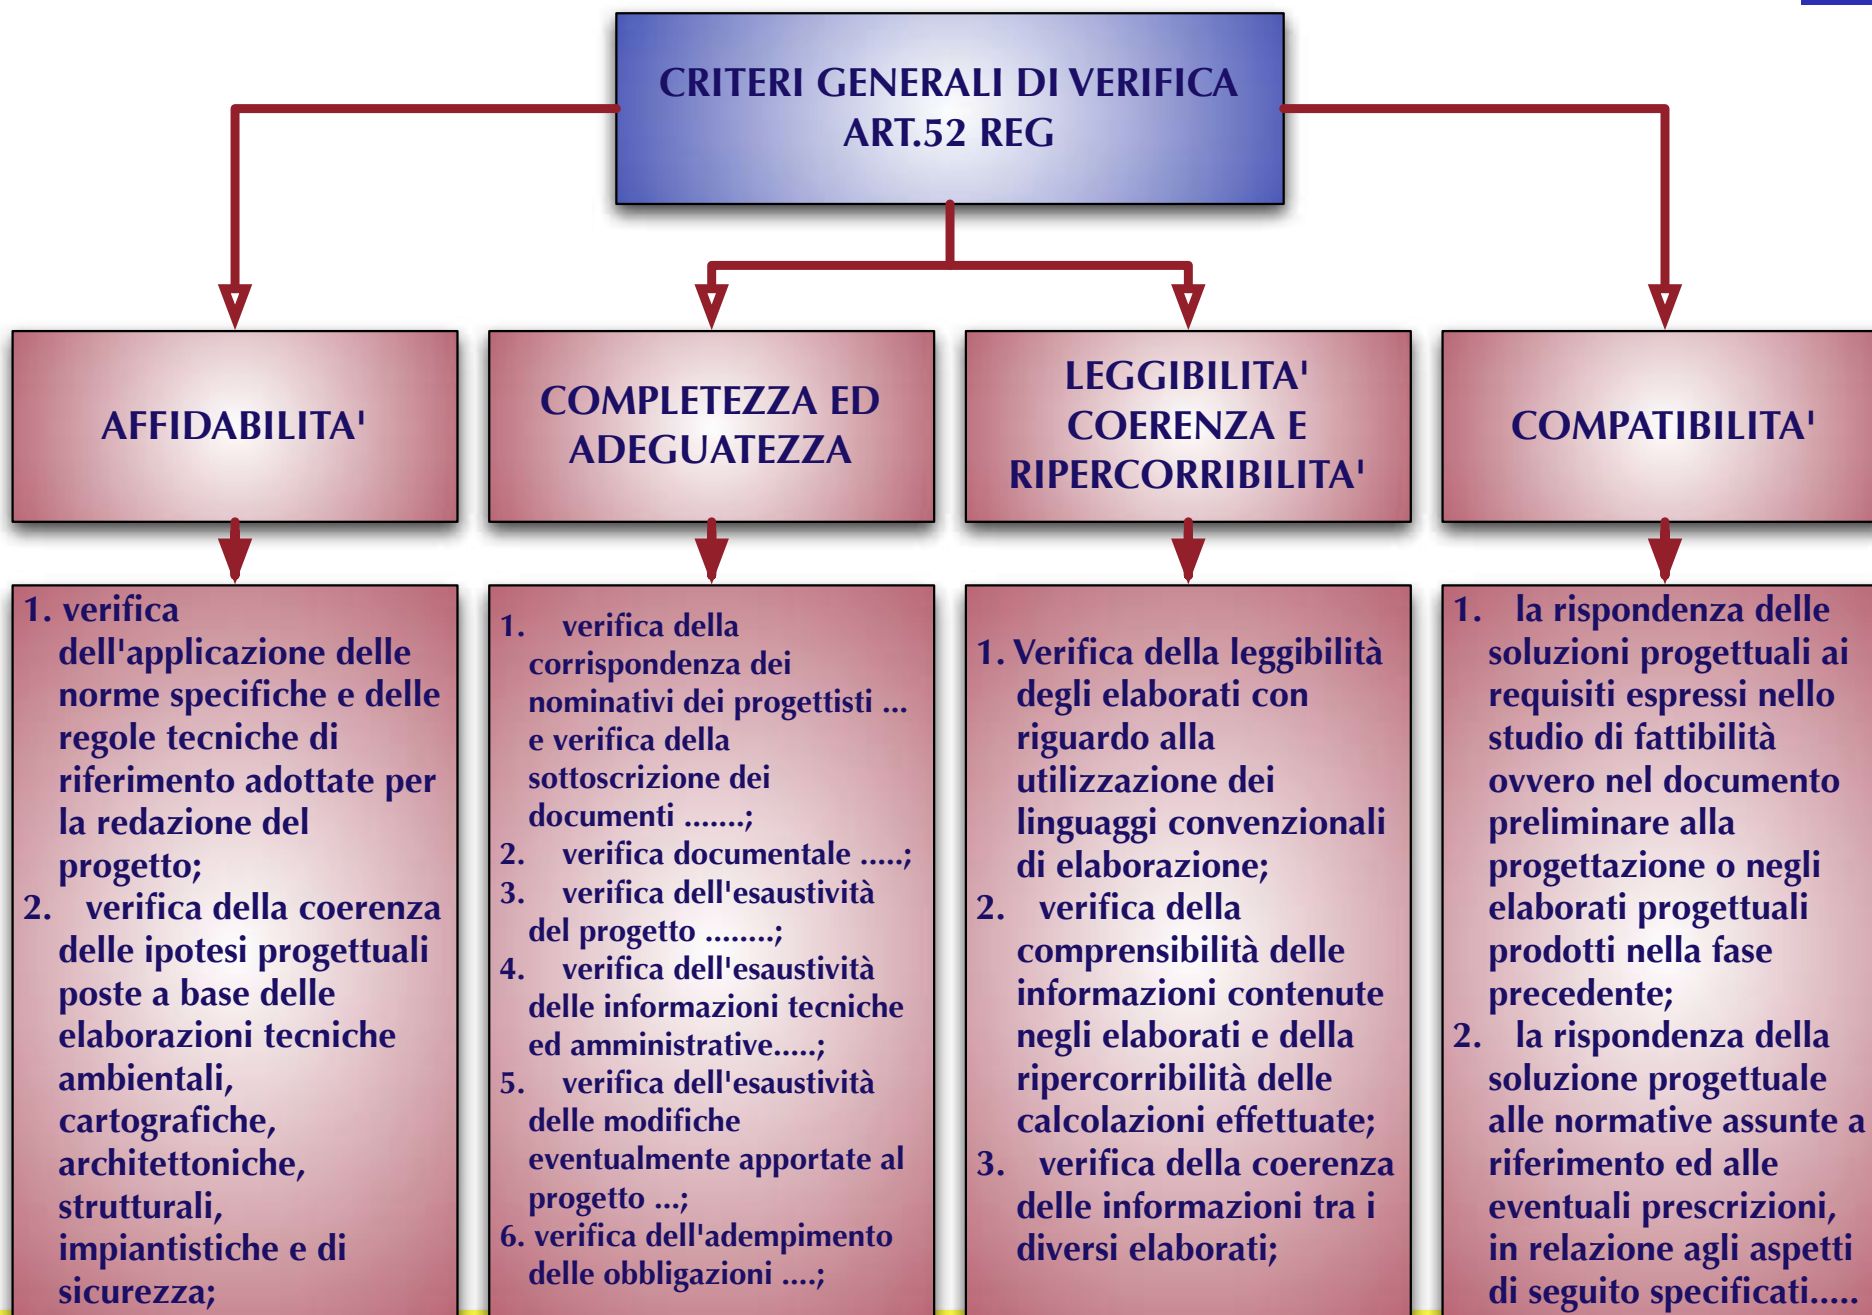 CRITERI GENERALI DI VERIFICA
ART.52 REG
AFFIDABILITA'
COMPLETEZZA ED
ADEGUATEZZA
LEGGIBILITA'
COERENZA E
RIPERCORRIBILITA'
COMPATIBILITA'
1. verifica
dell'applicazione delle
norme specifiche e delle
regole tecniche di
riferimento adottate per
la redazione del
progetto;
2. verifica della coerenza
delle ipotesi progettuali
poste a base delle
elaborazioni tecniche
ambientali,
cartografiche,
architettoniche,
strutturali,
impiantistiche e di
sicurezza;
1. verifica della
corrispondenza dei
nominativi dei progettisti ...
e verifica della
sottoscrizione dei
documenti .......;
2. verifica documentale .....;
3. verifica dell'esaustività
del progetto ........;
4. verifica dell'esaustività
delle informazioni tecniche
ed amministrative.....;
5. verifica dell'esaustività
delle modifiche
eventualmente apportate al
progetto ...;
6. verifica dell'adempimento
delle obbligazioni ....;
1. Verifica della leggibilità
degli elaborati con
riguardo alla
utilizzazione dei
linguaggi convenzionali
di elaborazione;
2. verifica della
comprensibilità delle
informazioni contenute
negli elaborati e della
ripercorribilità delle
calcolazioni effettuate;
3. verifica della coerenza
delle informazioni tra i
diversi elaborati;
1. la rispondenza delle
soluzioni progettuali ai
requisiti espressi nello
studio di fattibilità
ovvero nel documento
preliminare alla
progettazione o negli
elaborati progettuali
prodotti nella fase
precedente;
2. la rispondenza della
soluzione progettuale
alle normative assunte a
riferimento ed alle
eventuali prescrizioni,
in relazione agli aspetti
di seguito specificati.....